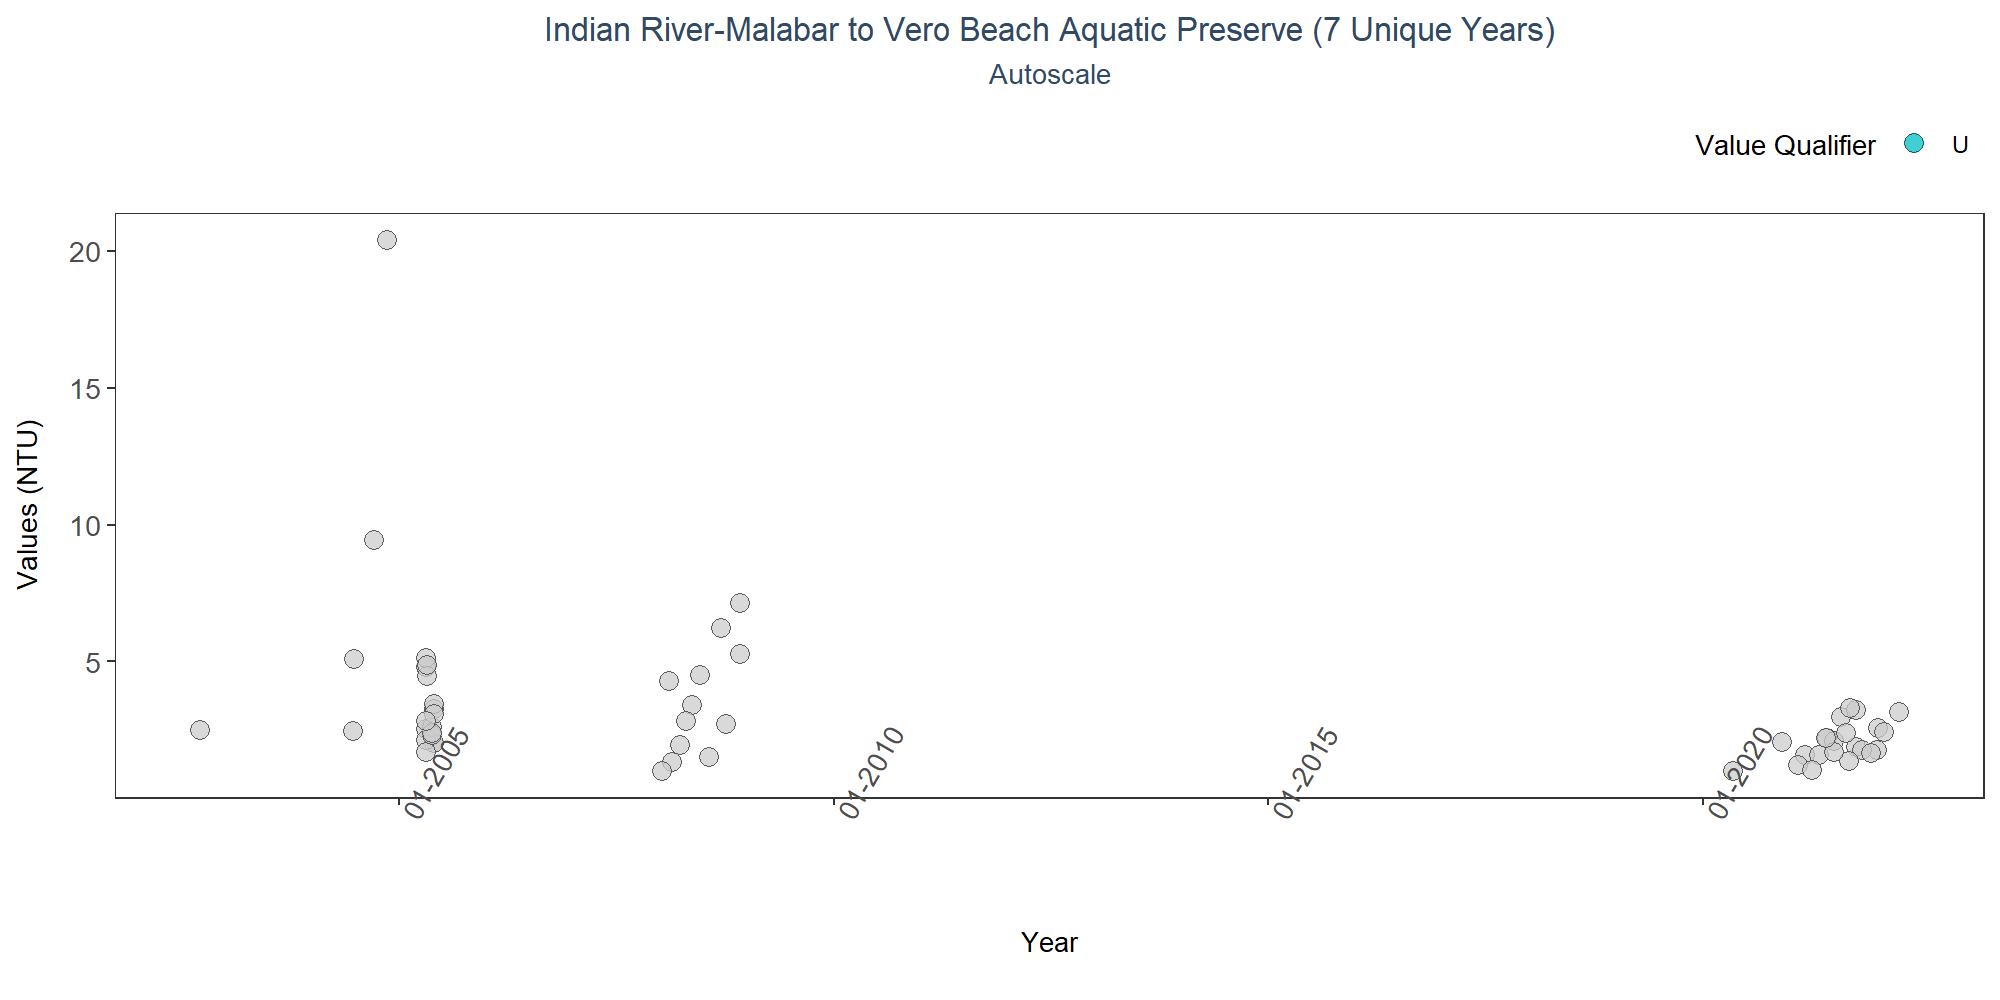 Indian River-Malabar to Vero Beach Aquatic Preserve (7 Unique Years)
Autoscale
Value Qualifier U
20
15
10
5
Values (NTU)
01-2005
01-2010
01-2015
01-2020
Year